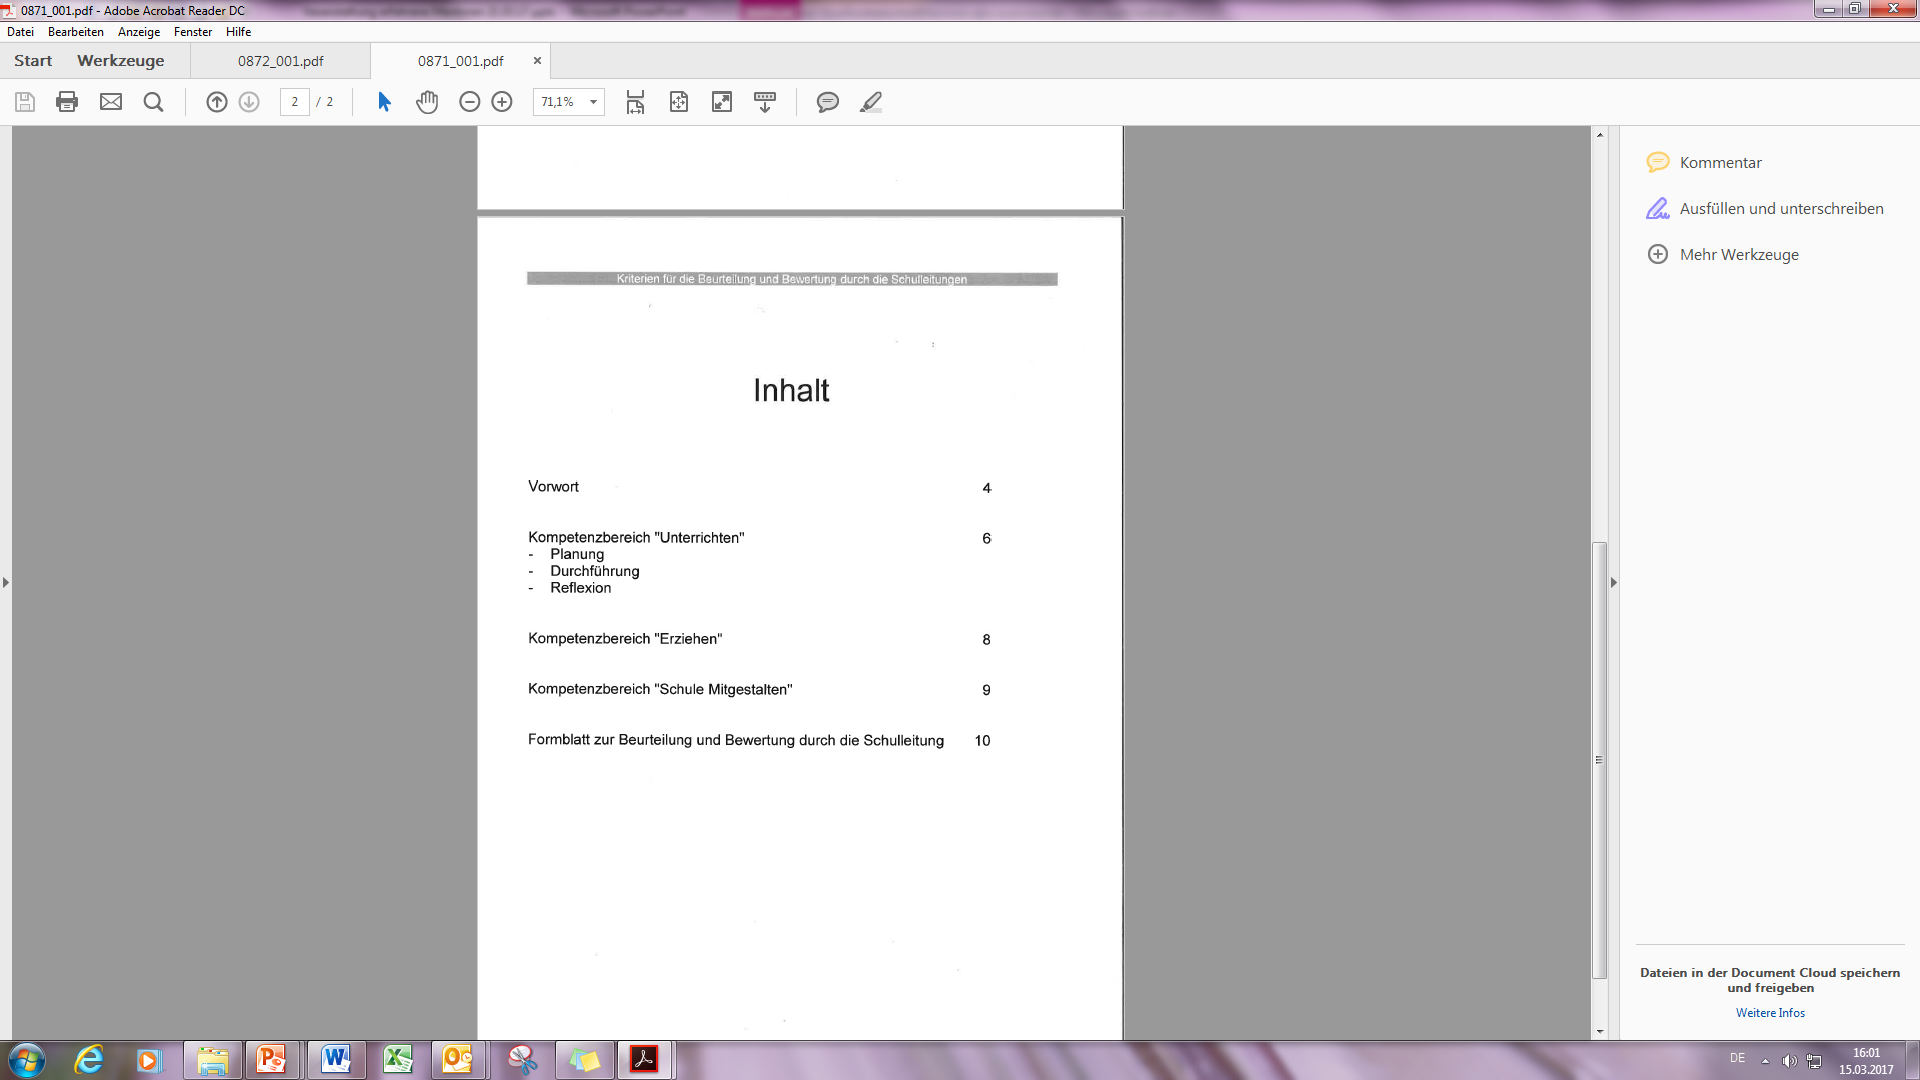 0871_001.pdf - Adobe Acrobat Reader DC
Datei Bearbeiten Anzeige Fenster Hilfe
Start Werkzeuge 0872_001.pdf 0871_001.pdf
2 / 2 71,1%
Kriterien für die Beurteilung und Bewertung durch die Schulleitungen
Inhalt
Vorwort 4
Kompetenzbereich "Unterrichten" 6
- Planung
- Durchführung
- Reflexion
Kompetenzbereich "Erziehen" 8
Kompetenzbereich "Schule Mitgestalten" 9
Formblatt zur Beurteilung und Bewertung durch die Schulleitung 10
Kommentar
Ausfüllen und unterschreiben
Mehr Werkzeuge
Dateien in der Document Cloud speichern
und freigeben
Weitere Infos
DE
16:01
15.03.2017